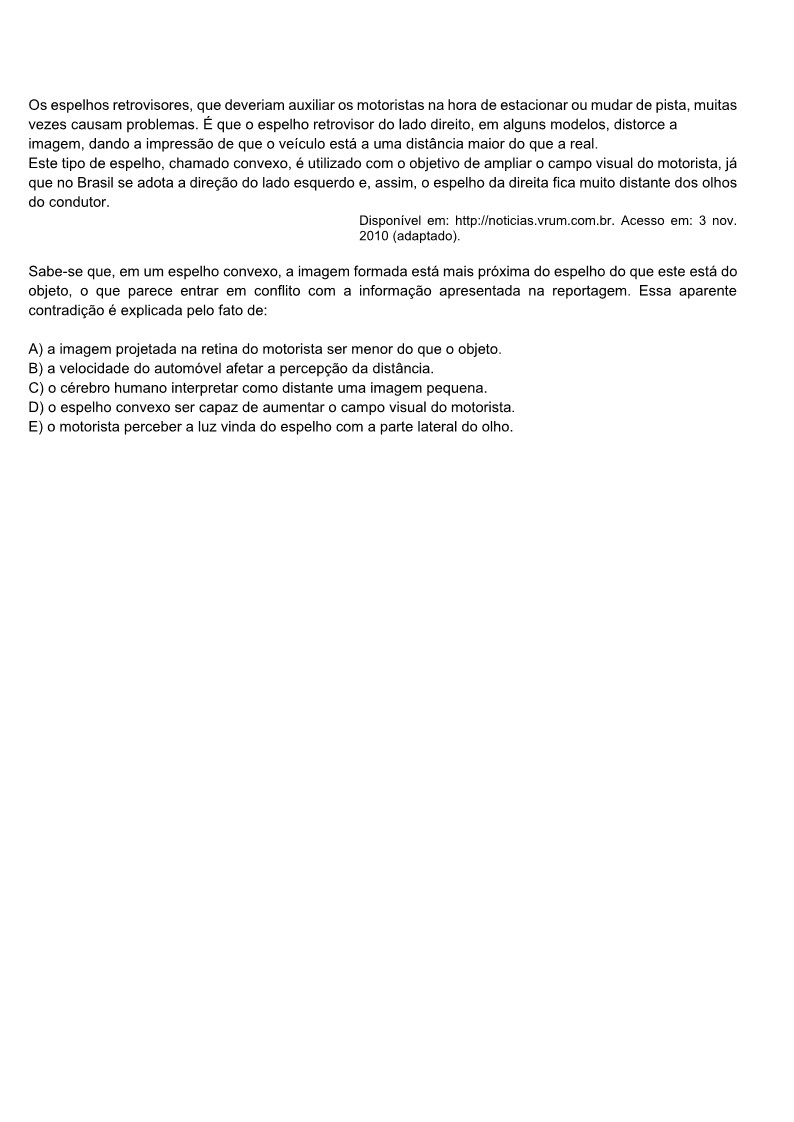 Os espelhos retrovisores, que deveriam auxiliar os motoristas na hora de estacionar ou mudar de pista, muitas
vezes causam problemas. É que o espelho retrovisor do lado direito, em alguns modelos, distorce a
imagem, dando a impressão de que o veículo está a uma distância maior do que a real.
Este tipo de espelho, chamado convexo, é utilizado com o objetivo de ampliar o campo visual do motorista, já
que no Brasil se adota a direção do lado esquerdo e, assim, o espelho da direita fica muito distante dos olhos
do condutor.
Disponível em: http://noticias.vrum.com.br. Acesso em: 3 nov.
2010 (adaptado).
Sabe-se que, em um espelho convexo, a imagem formada está mais próxima do espelho do que este está do
objeto, o que parece entrar em conflito com a informação apresentada na reportagem. Essa aparente
contradição é explicada pelo fato de:
A) a imagem projetada na retina do motorista ser menor do que o objeto.
B) a velocidade do automóvel afetar a percepção da distância.
C) o cérebro humano interpretar como distante uma imagem pequena.
D) o espelho convexo ser capaz de aumentar o campo visual do motorista.
E) o motorista perceber a luz vinda do espelho com a parte lateral do olho.